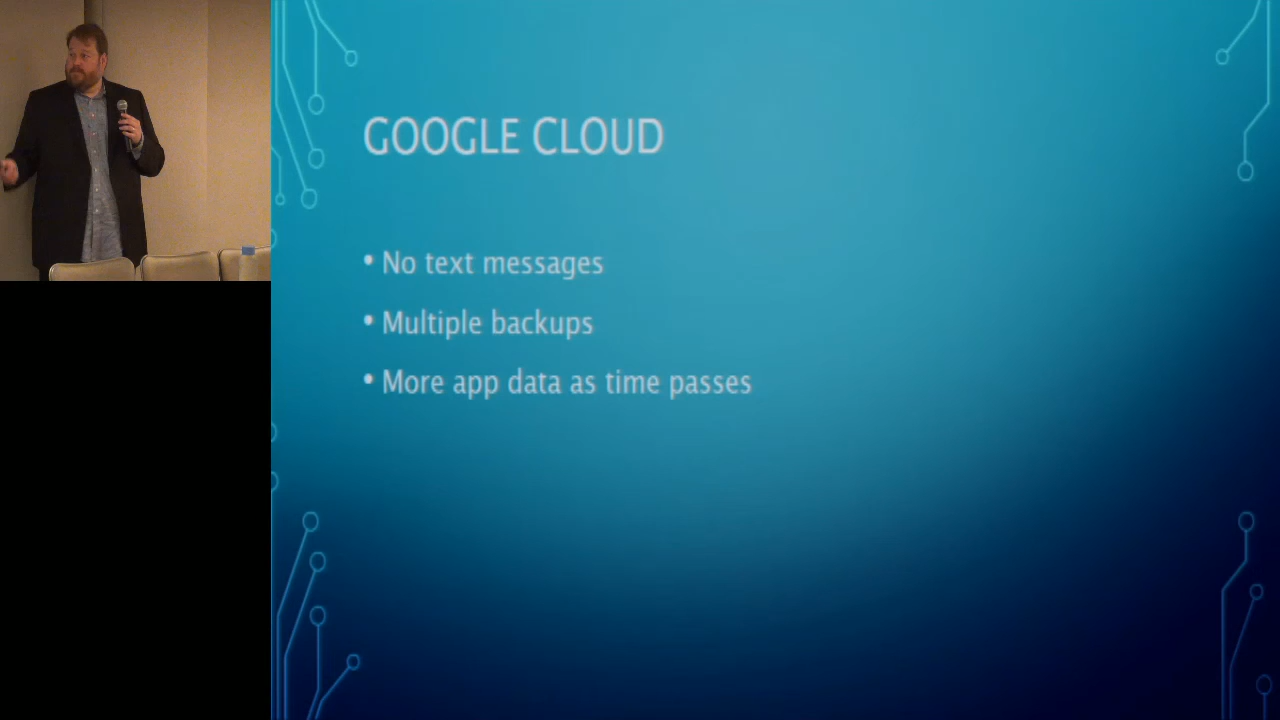 GOOGLE CLOUD
• No text messages
• Multiple backups
• More app data as time passes